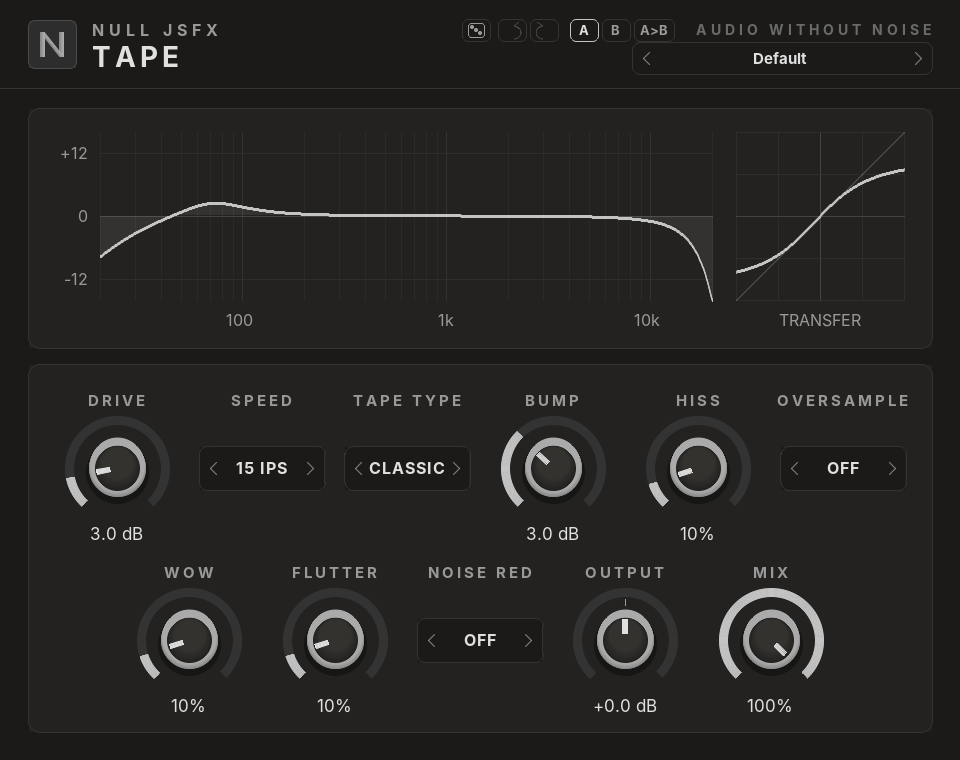 N
NULL JSFX
TAPE
A B A>B
AUDIO WITHOUT NOISE
Default
+12
0
-12
100 1k 10k
TRANSFER
DRIVE SPEED TAPE TYPE BUMP HISS OVERSAMPLE
15 IPS CLASSIC OFF
3.0 dB 3.0 dB 10%
WOW FLUTTER NOISE RED OUTPUT MIX
OFF
10% 10% +0.0 dB 100%